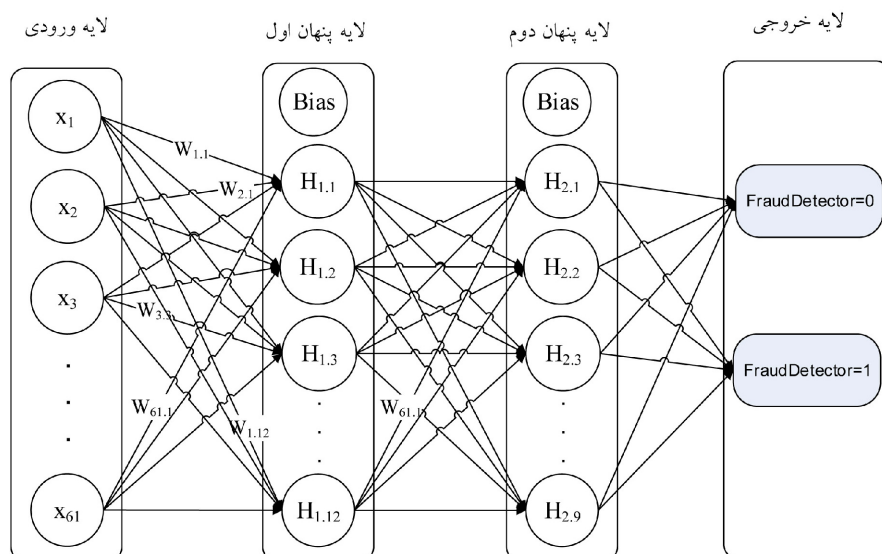 لایه ورودی
لایه پنهان اول
لایه پنهان دوم
لایه خروجی
x1
x2
x3
.
.
.
x61
W1.1
W2.1
W3.3
W61.1
W1.12
Bias
H1.1
H1.2
H1.3
.
.
.
H1.12
W61.1
Bias
H2.1
H2.2
H2.3
.
.
.
H2.9
FraudDetector=0
FraudDetector=1